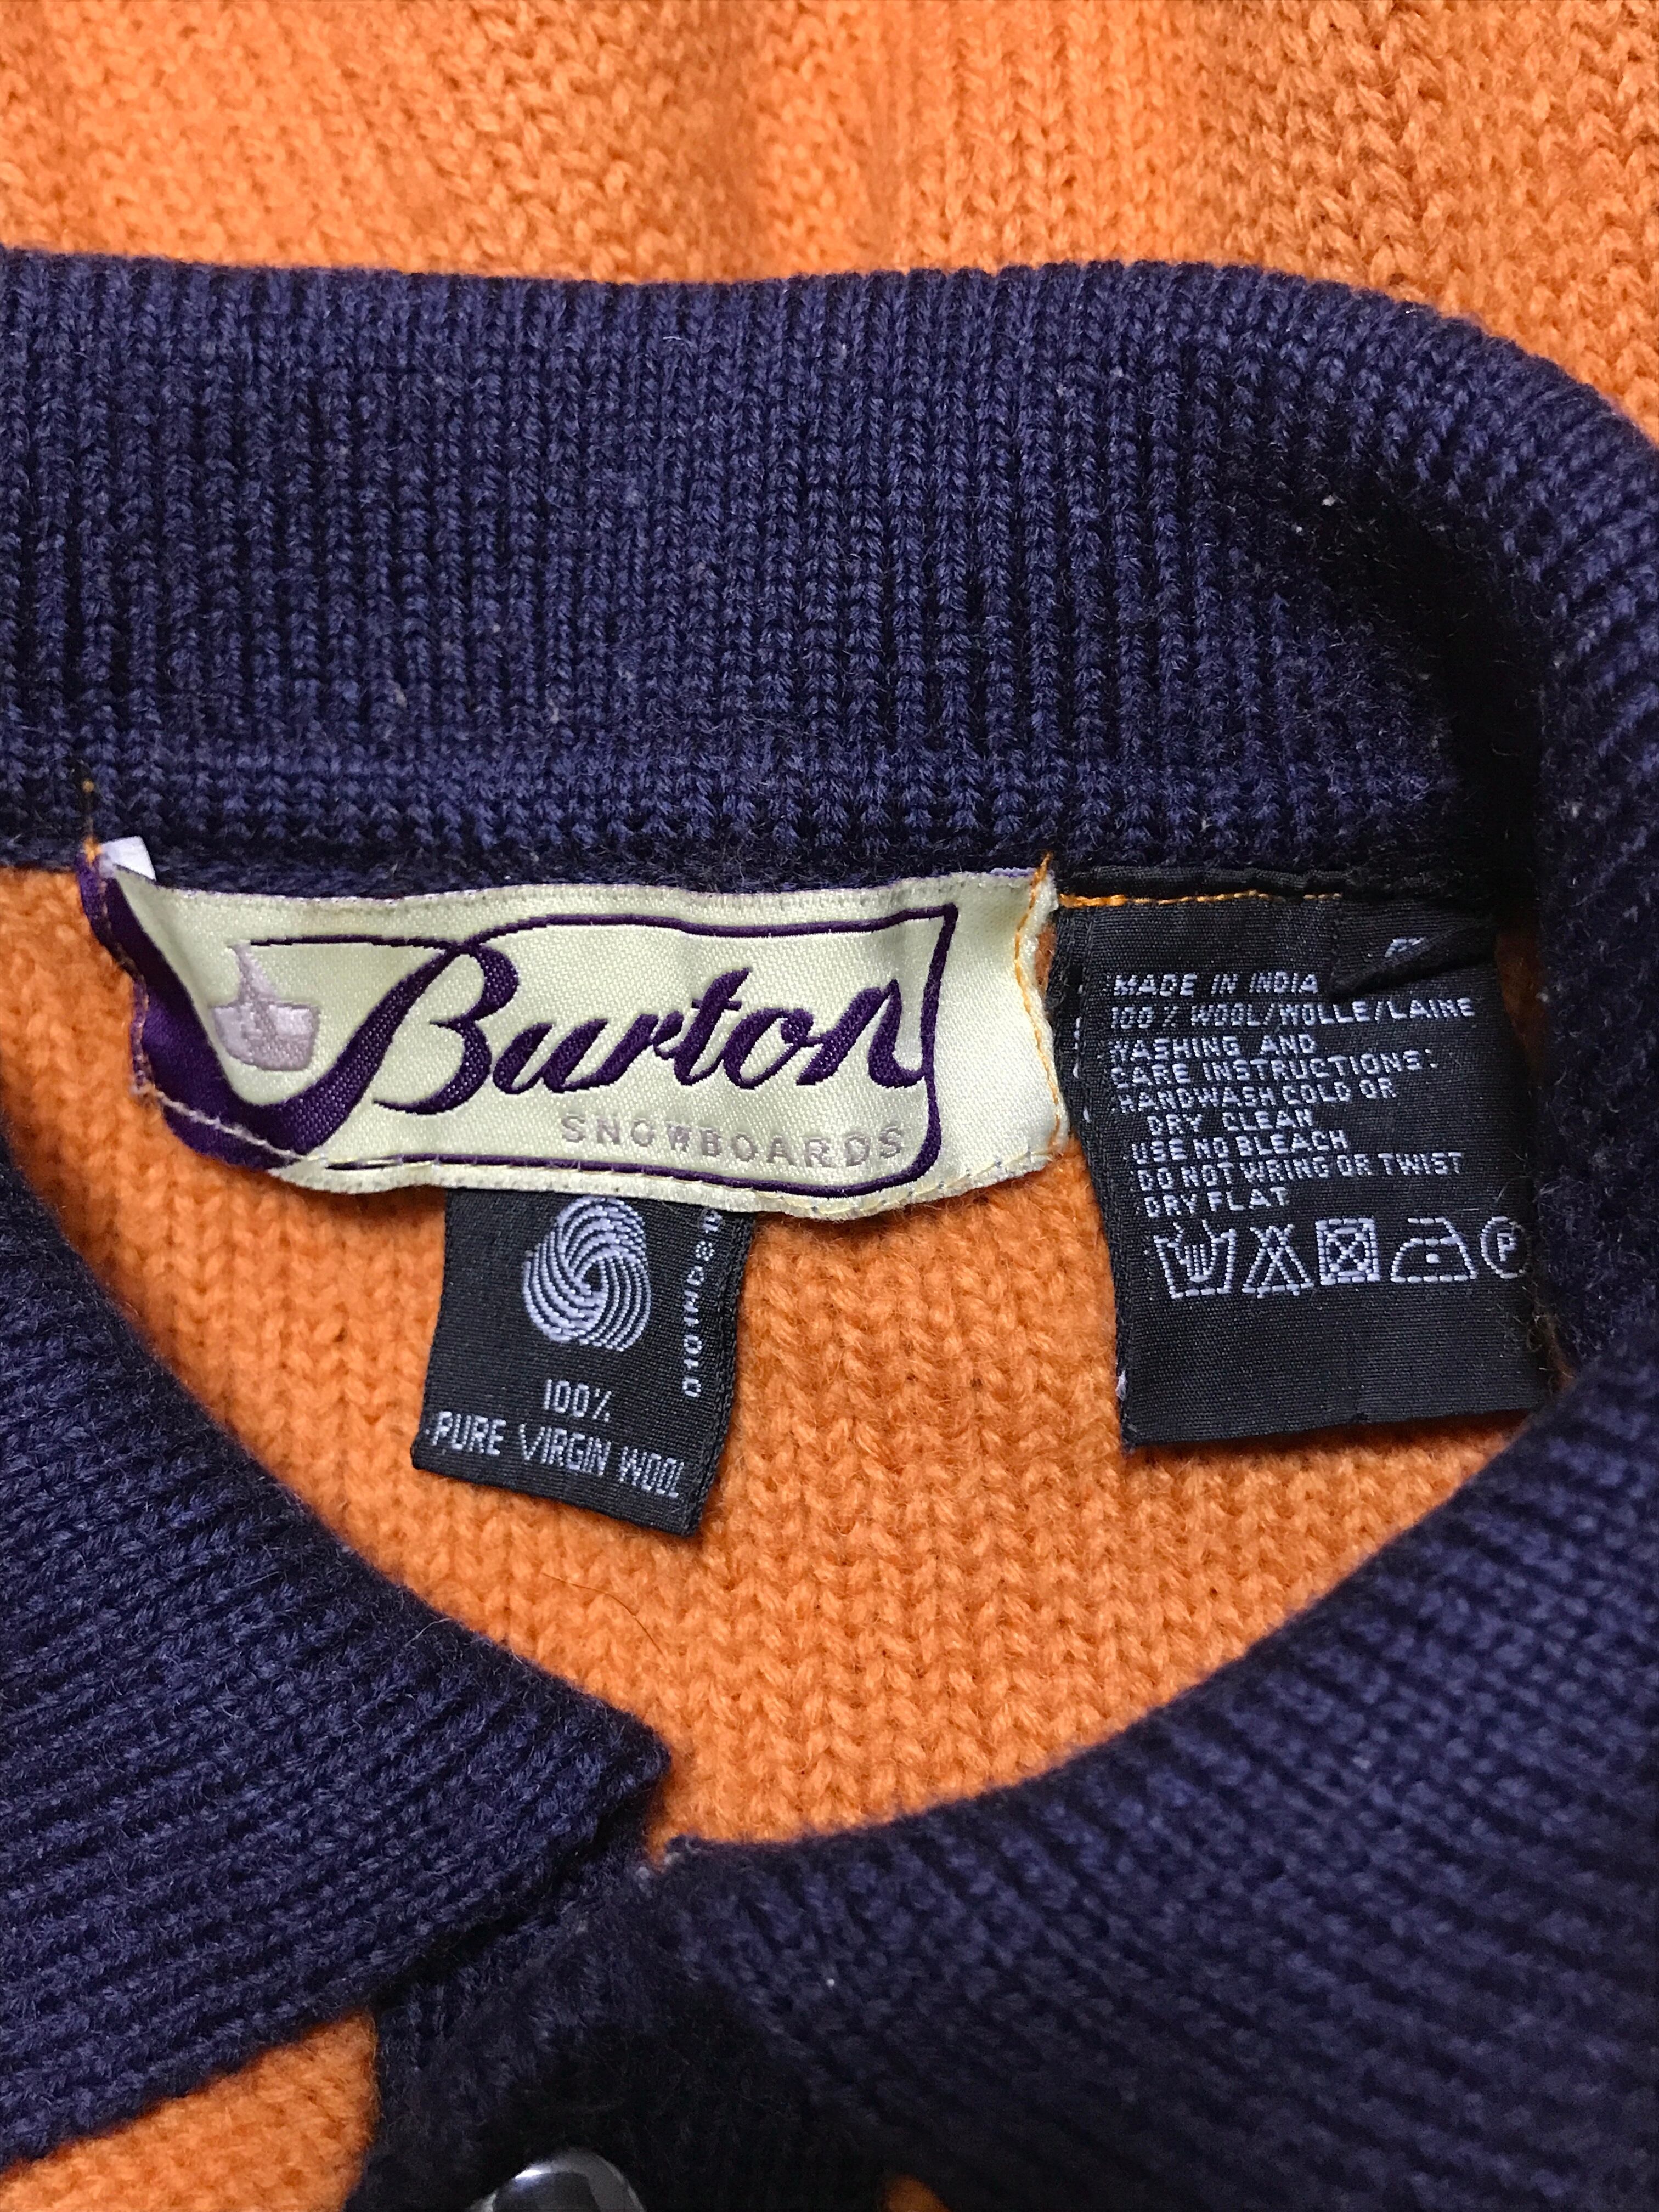 Burton
SNOWBOARDS
100%
PURE VIRGIN WOOL
MADE IN INDIA
100% WOOL/WOLLE/LAINE
WASHING AND
CARE INSTRUCTIONS:
HANDWASH COLD OR
DRY CLEAN
USE NO BLEACH
DO NOT WRING OR TWIST
DRY FLAT
P